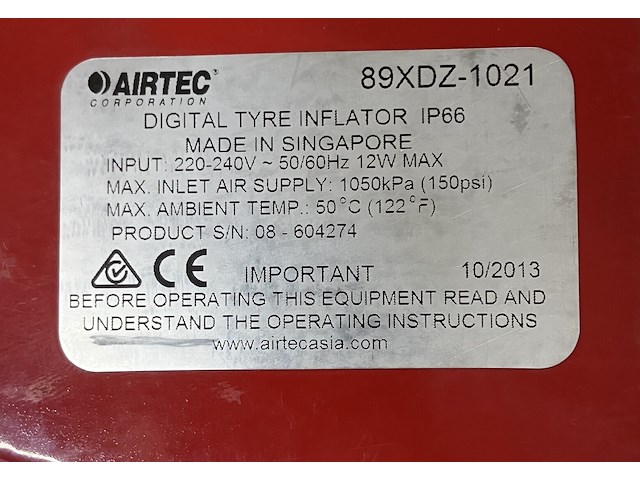 AIRTEC 89XDZ-1021
CORPORATION
DIGITAL TYRE INFLATOR IP66
MADE IN SINGAPORE
INPUT: 220-240V ~ 50/60Hz 12W MAX
MAX. INLET AIR SUPPLY: 1050kPa (150psi)
MAX. AMBIENT TEMP.: 50°C (122°F)
PRODUCT S/N: 08 - 604274
CE IMPORTANT 10/2013
BEFORE OPERATING THIS EQUIPMENT READ AND
UNDERSTAND THE OPERATING INSTRUCTIONS
www.airtecasia.com